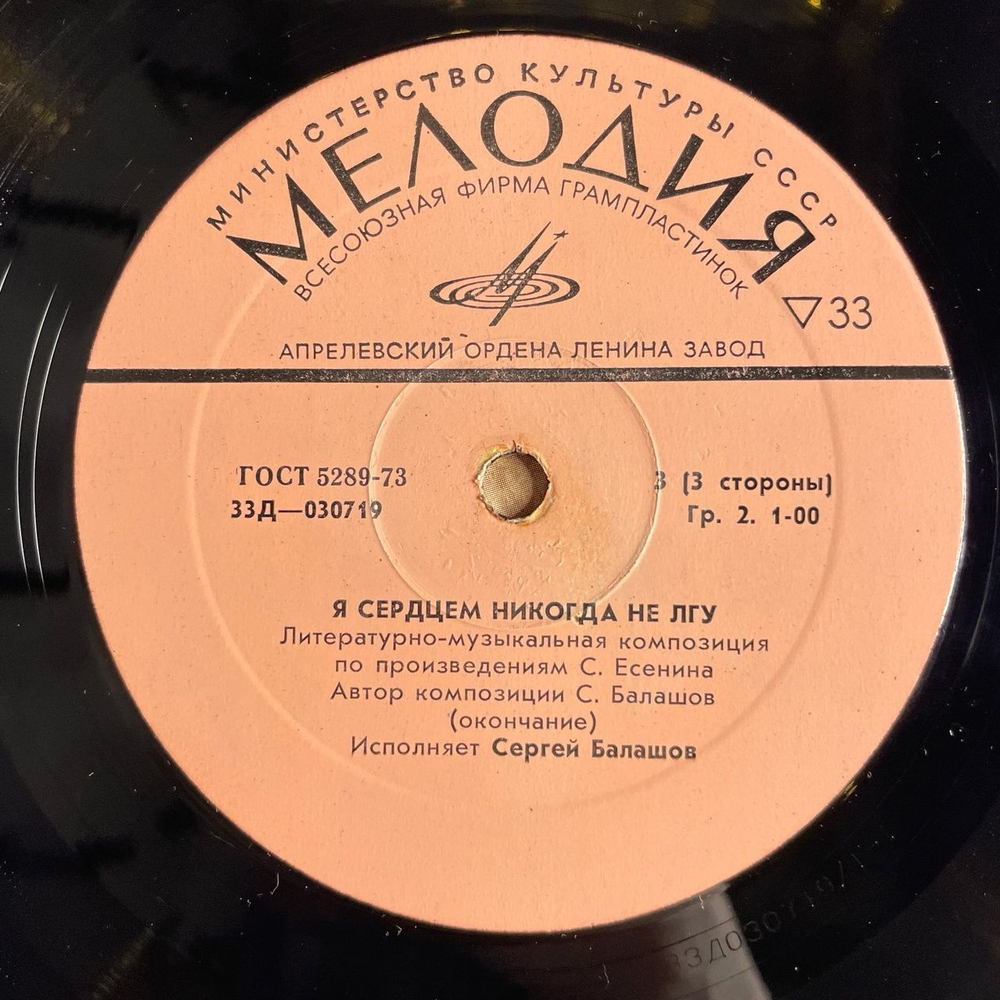 МИНИСТЕРСТВО КУЛЬТУРЫ СССР
МЕЛОДИЯ
ВСЕСОЮЗНАЯ ФИРМА ГРАМПЛАСТИНОК
▽33
АПРЕЛЕВСКИЙ ОРДЕНА ЛЕНИНА ЗАВОД
ГОСТ 5289-73
33Д—030719
3 (3 стороны)
Гр. 2. 1-00
Я СЕРДЦЕМ НИКОГДА НЕ ЛГУ
Литературно-музыкальная композиция
по произведениям С. Есенина
Автор композиции С. Балашов
(окончание)
Исполняет Сергей Балашов